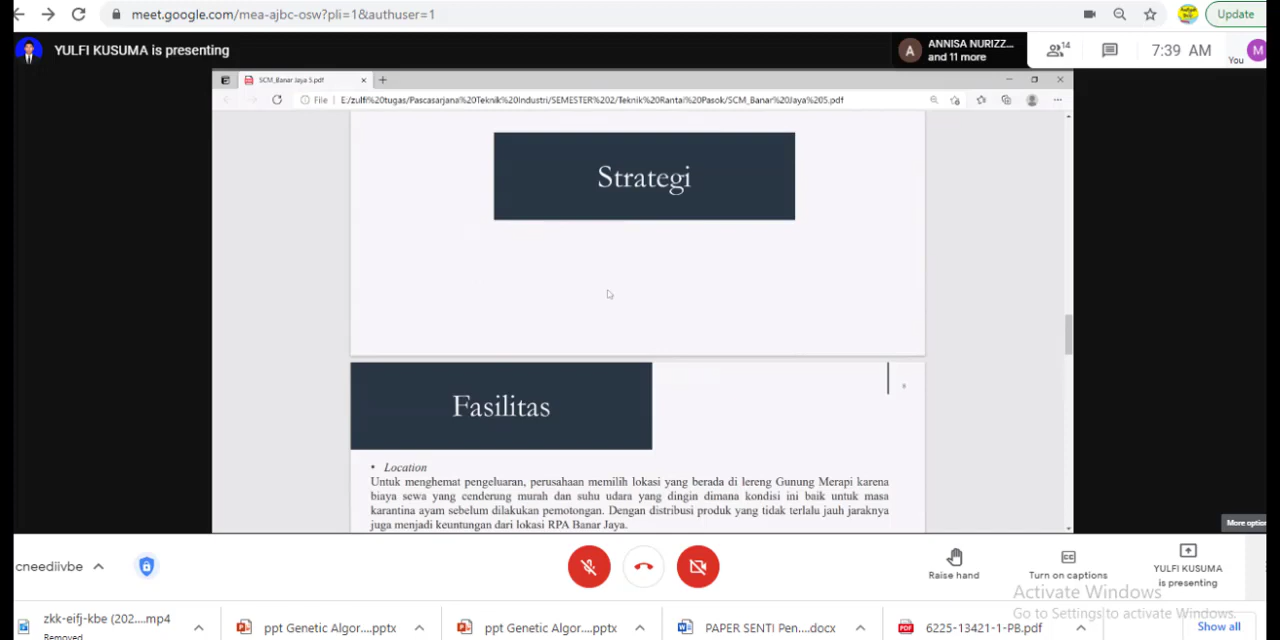 meet.google.com/mea-ajbc-osw?pli=1&authuser=1
Update
YULFI KUSUMA is presenting
A
ANNISA NURIZZ...
and 11 more
14
7:39 AM
You
M
SCM_Banar Jaya 5.pdf
File | E:/zulfi%20tugas/Pascasarjana%20Teknik%20Industri/SEMESTER%202/Teknik%20Rantai%20Pasok/SCM_Banar%20Jaya%205.pdf
Strategi
Fasilitas
• Location
Untuk menghemat pengeluaran, perusahaan memilih lokasi yang berada di lereng Gunung Merapi karena
biaya sewa yang cenderung murah dan suhu udara yang dingin dimana kondisi ini baik untuk masa
karantina ayam sebelum dilakukan pemotongan. Dengan distribusi produk yang tidak terlalu jauh jaraknya
juga menjadi keuntungan dari lokasi RPA Banar Jaya.
More optio
cneediivbe
Raise hand
Turn on captions
YULFI KUSUMA
is presenting
Activate Windows
Go to Settings to activate Windows.
zkk-eifj-kbe (202....mp4
Removed
ppt Genetic Algor....pptx
ppt Genetic Algor....pptx
PAPER SENTI Pen....docx
6225-13421-1-PB.pdf
Show all